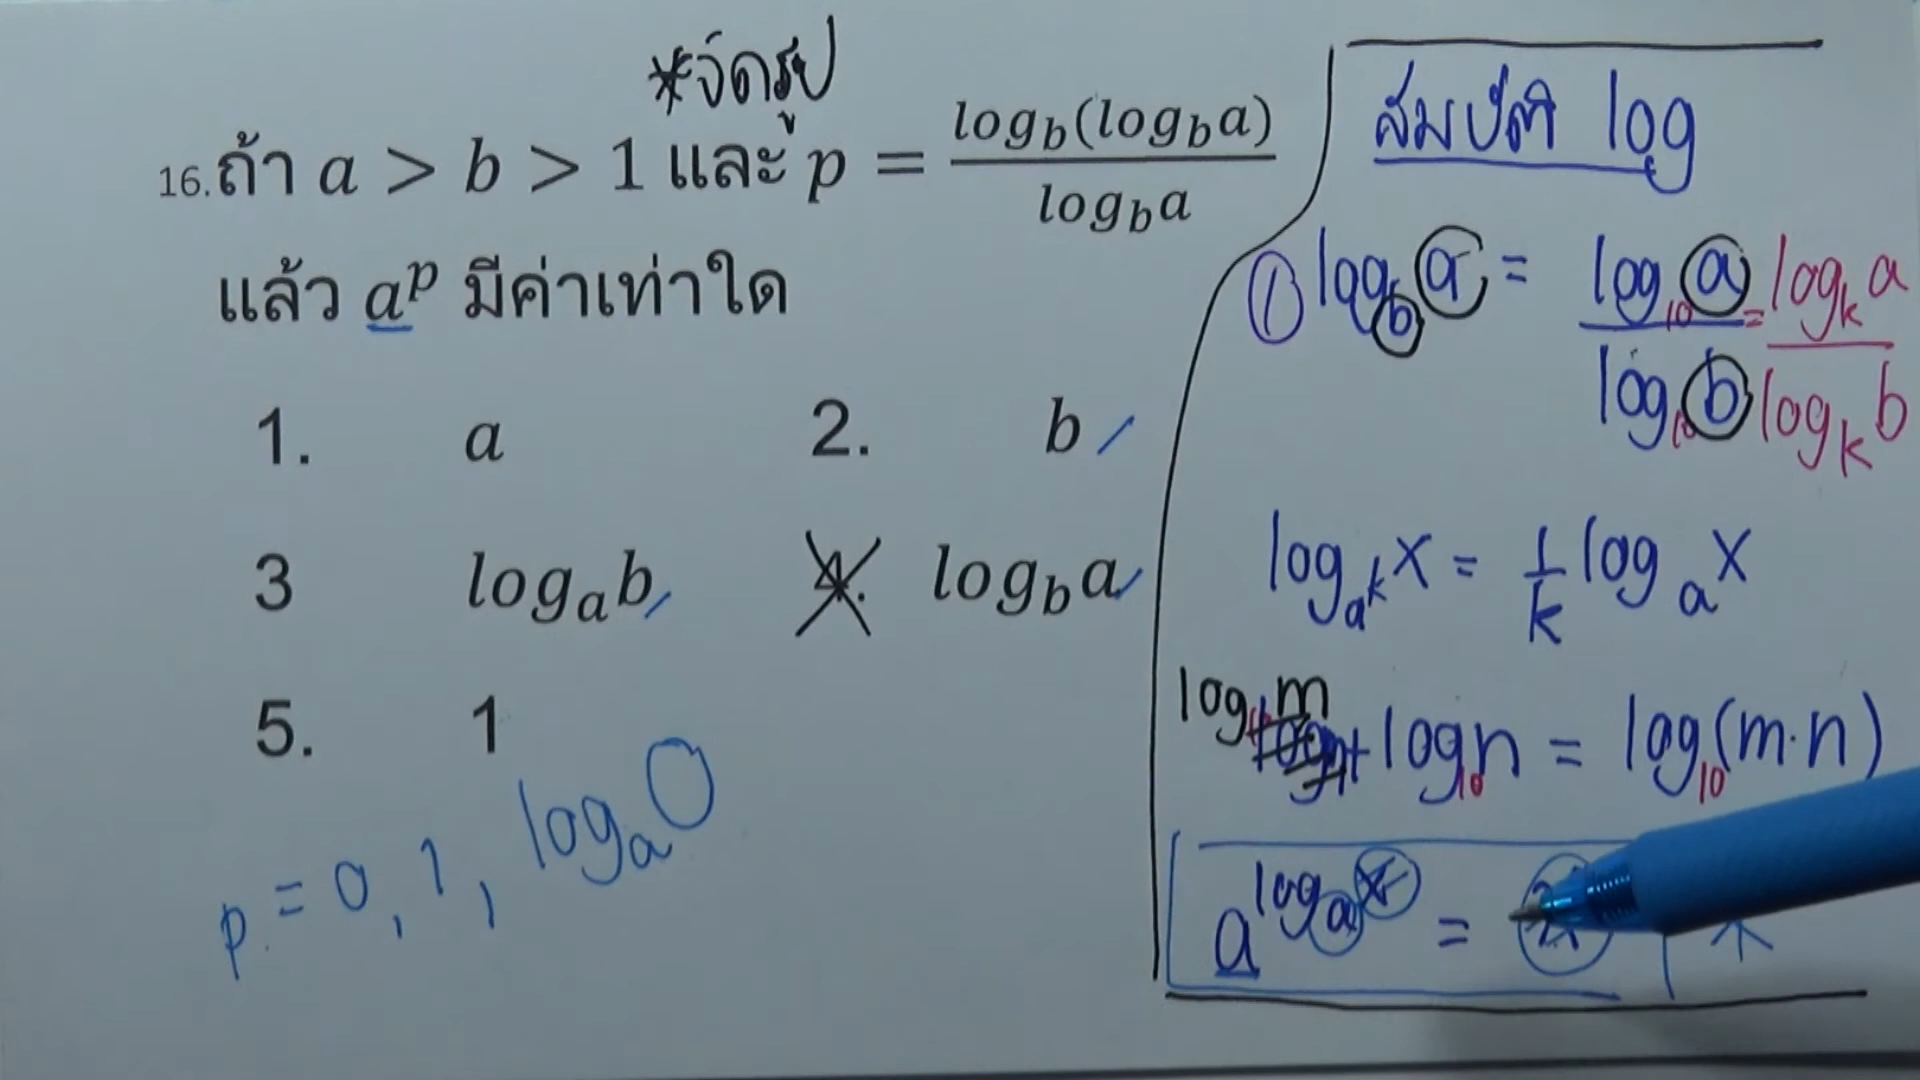 *จัดรูป
16. ถ้า a > b > 1 และ p = log_b(log_b a) / log_b a
แล้ว a^p มีค่าเท่าใด
1. a 2. b
3 log_a b 4. log_b a
5. 1
p = 0, 1, log_a
สมบัติ log
① log_b a = log_10 a / log_10 b = log_k a / log_k b
log_{a^k} x = 1/k log_a x
log m + log_10 n = log_10 (m·n)
a^{log_a x} =